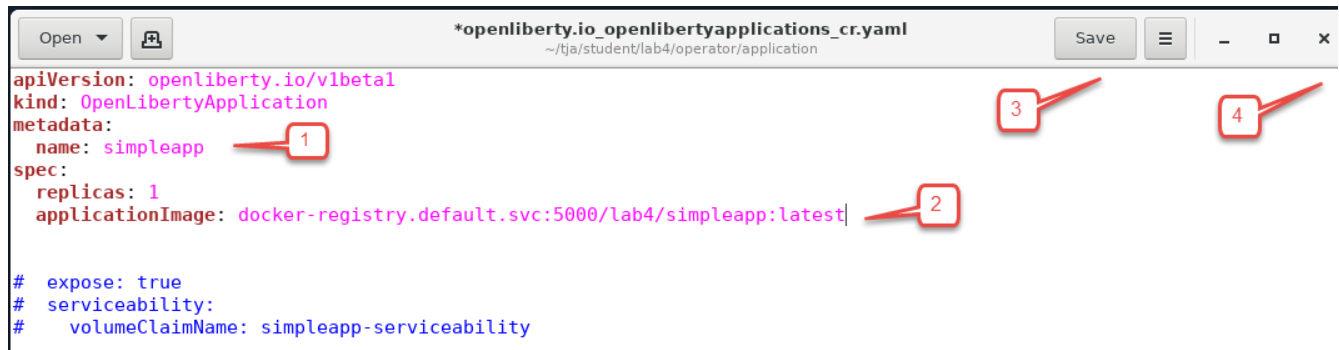 Open
*openliberty.io_openlibertyapplications_cr.yaml
~/tja/student/lab4/operator/application
Save
apiVersion: openliberty.io/v1beta1
kind: OpenLibertyApplication
metadata:
  name: simpleapp
1
spec:
  replicas: 1
  applicationImage: docker-registry.default.svc:5000/lab4/simpleapp:latest
2
3
4
#  expose: true
#  serviceability:
#    volumeClaimName: simpleapp-serviceability